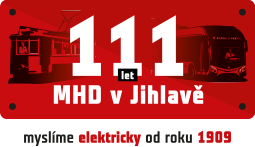 111
let
MHD v Jihlavě
myslíme elektricky od roku 1909